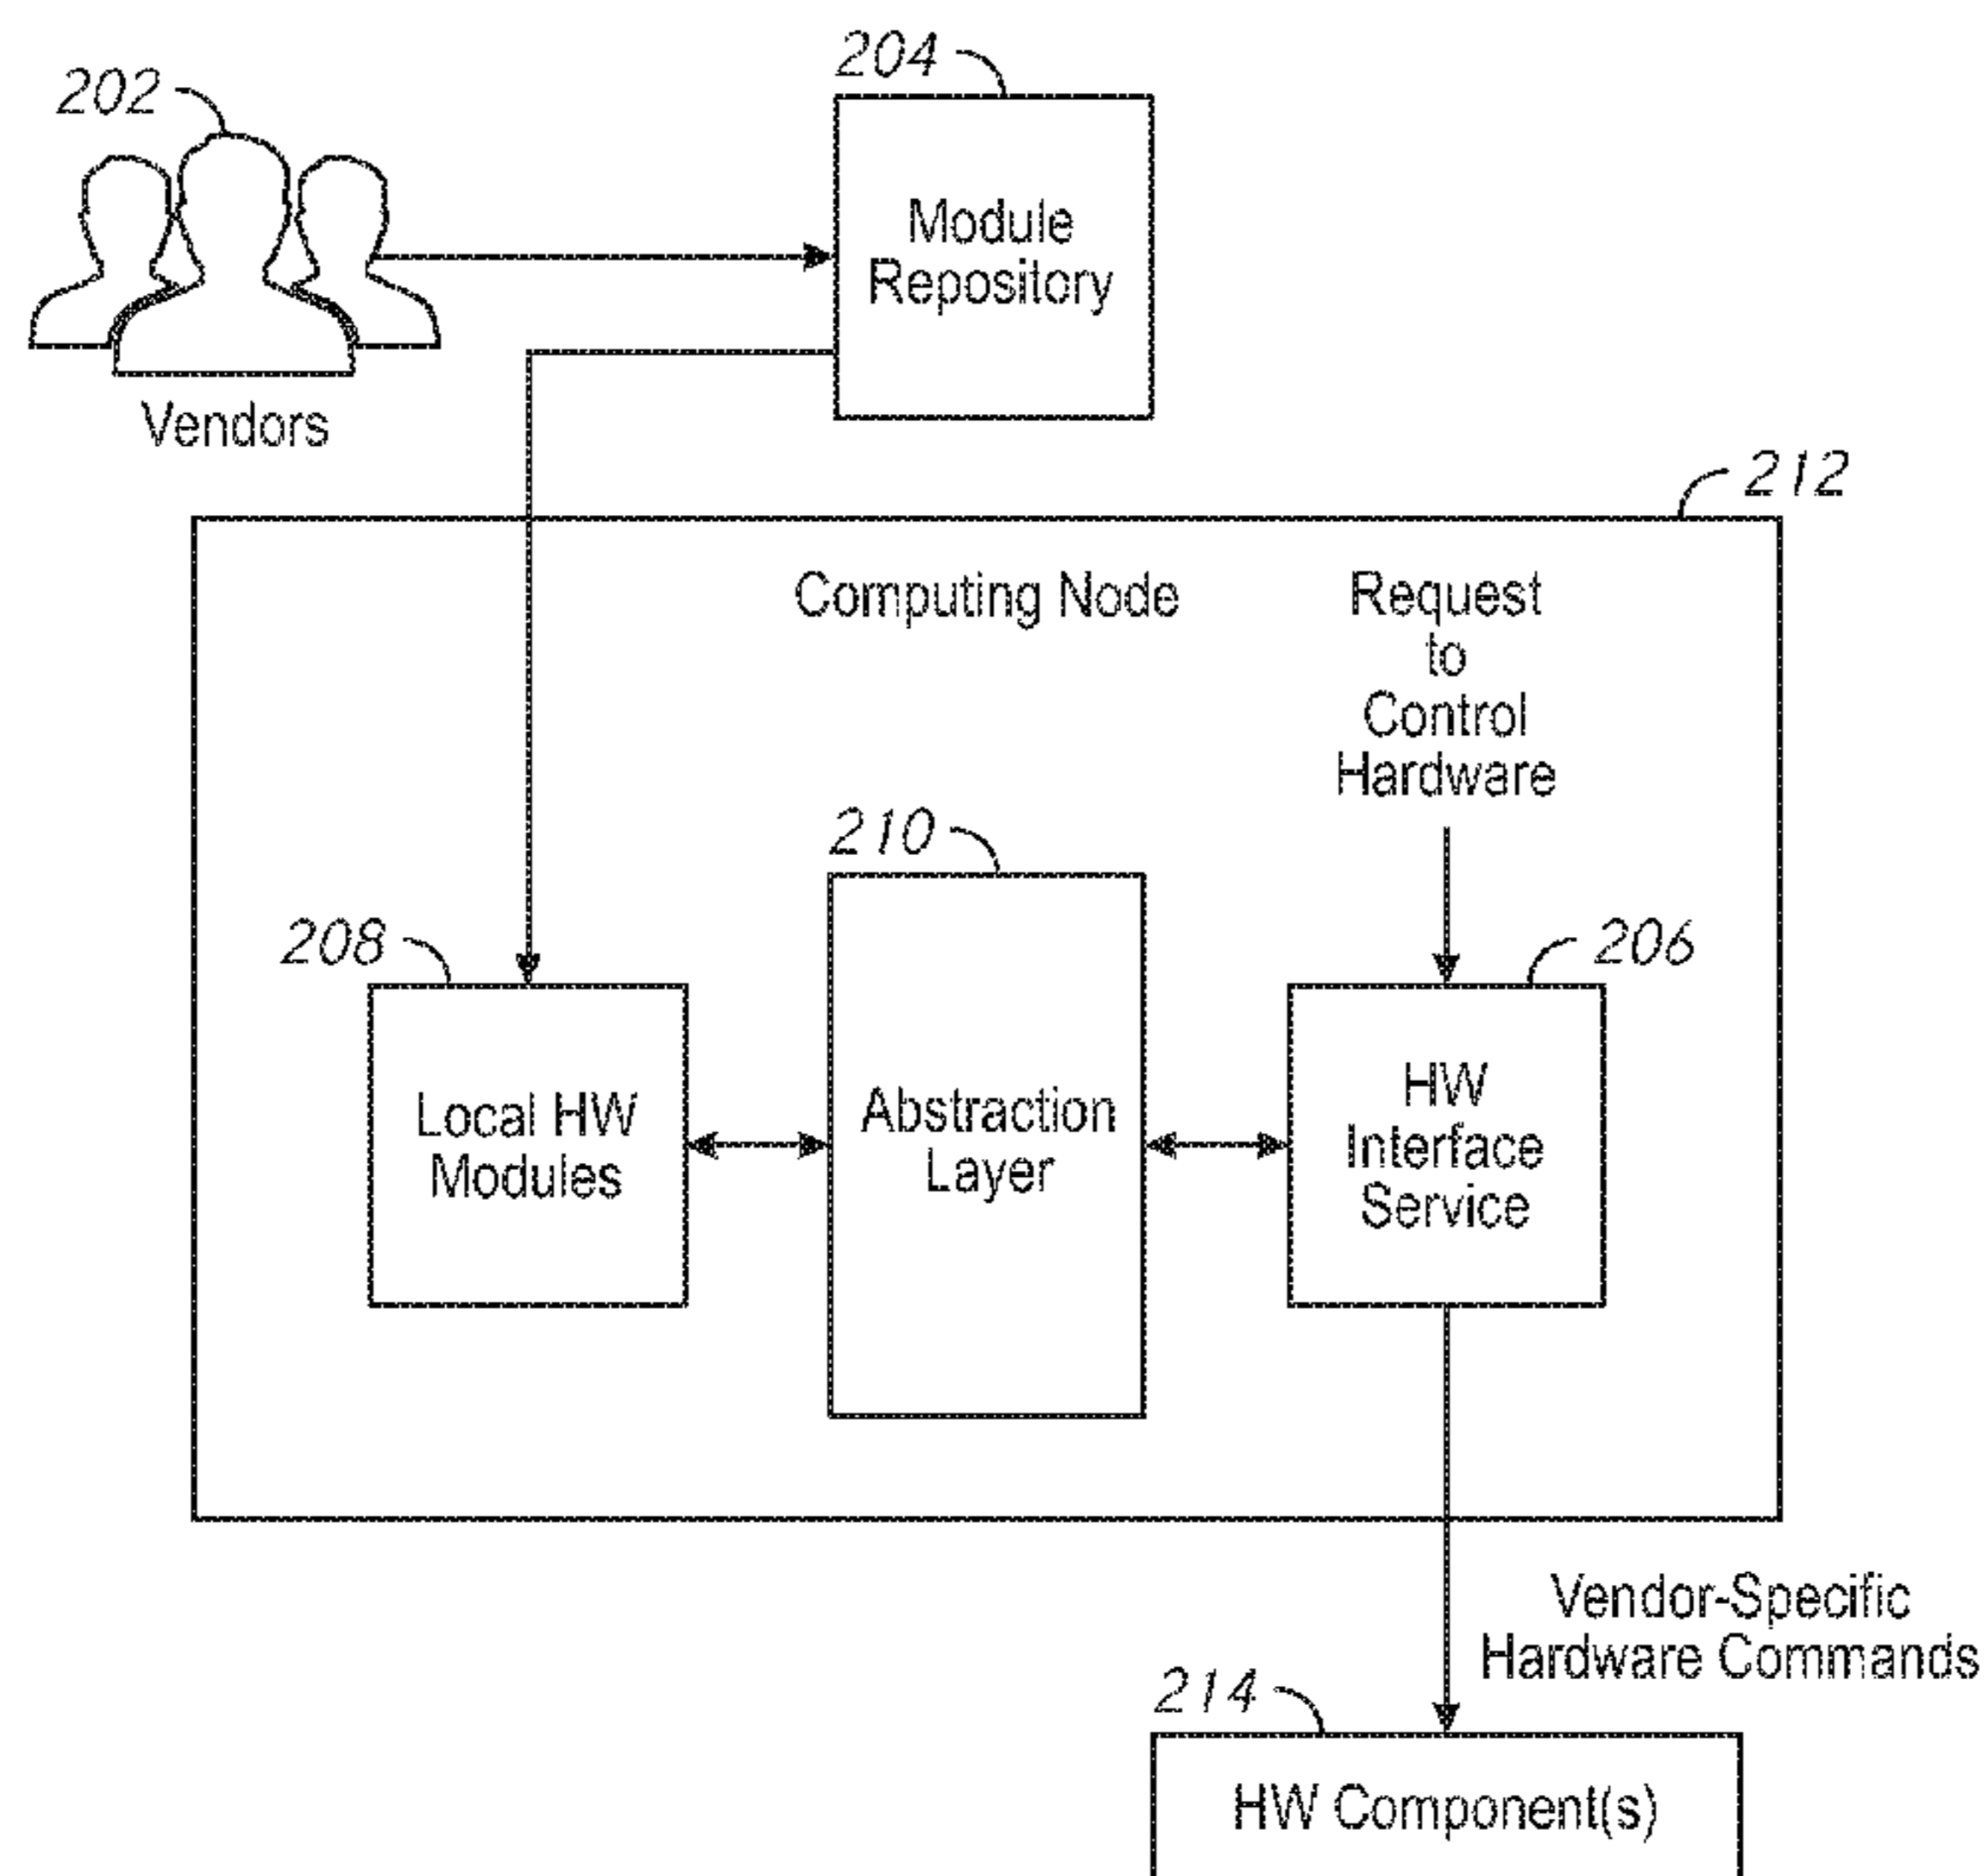 202
204
Module
Repository
Vendors
212
Computing Node
Request
to
Control
Hardware
210
208
206
Local HW
Modules
Abstraction
Layer
HW
Interface
Service
Vendor-Specific
Hardware Commands
214
HW Component(s)